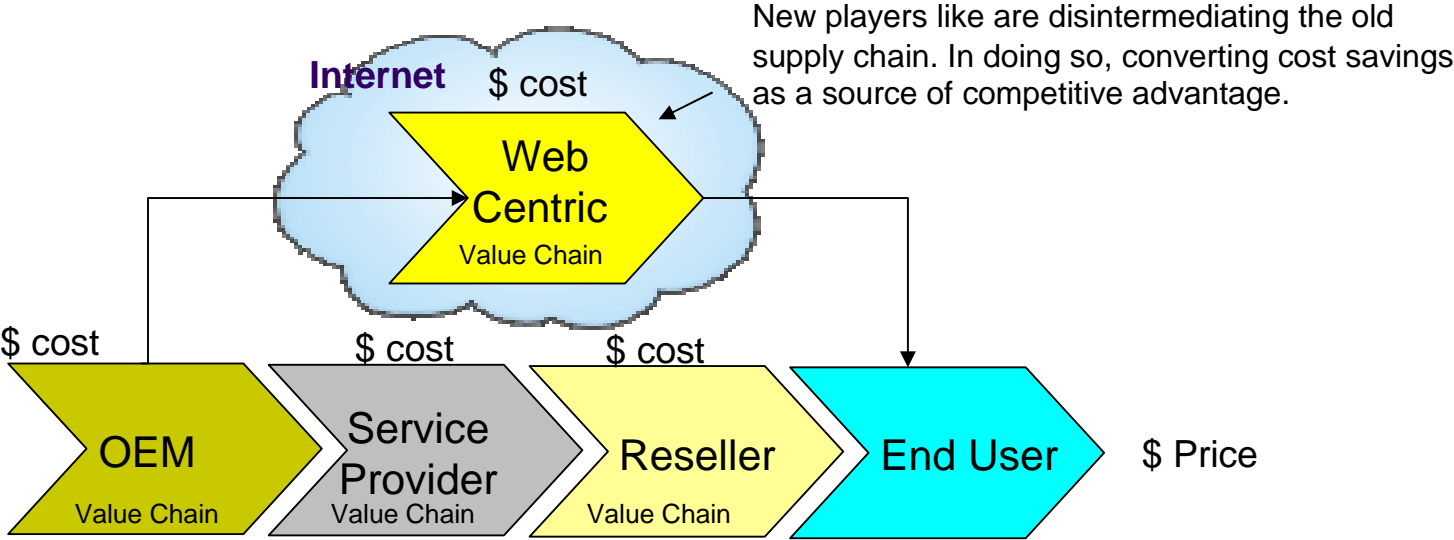 New players like are disintermediating the old
supply chain. In doing so, converting cost savings
as a source of competitive advantage.
Internet
$ cost
Web
Centric
Value Chain
$ cost
$ cost
$ cost
OEM
Value Chain
Service
Provider
Value Chain
Reseller
Value Chain
End User
$ Price